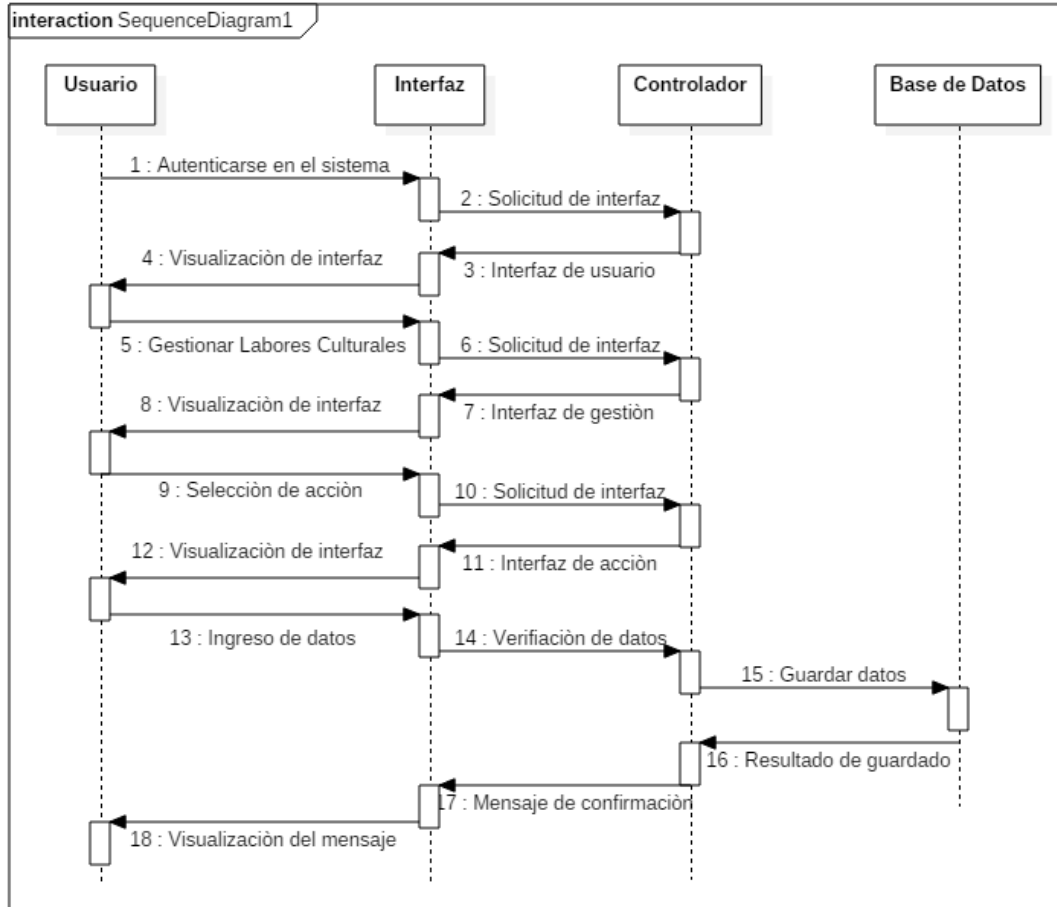 interaction SequenceDiagram1
Usuario
Interfaz
Controlador
Base de Datos
1 : Autenticarse en el sistema
2 : Solicitud de interfaz
3 : Interfaz de usuario
4 : Visualizaciòn de interfaz
5 : Gestionar Labores Culturales
6 : Solicitud de interfaz
7 : Interfaz de gestiòn
8 : Visualizaciòn de interfaz
9 : Selecciòn de acciòn
10 : Solicitud de interfaz
11 : Interfaz de acciòn
12 : Visualizaciòn de interfaz
13 : Ingreso de datos
14 : Verifiaciòn de datos
15 : Guardar datos
16 : Resultado de guardado
17 : Mensaje de confirmaciòn
18 : Visualizaciòn del mensaje